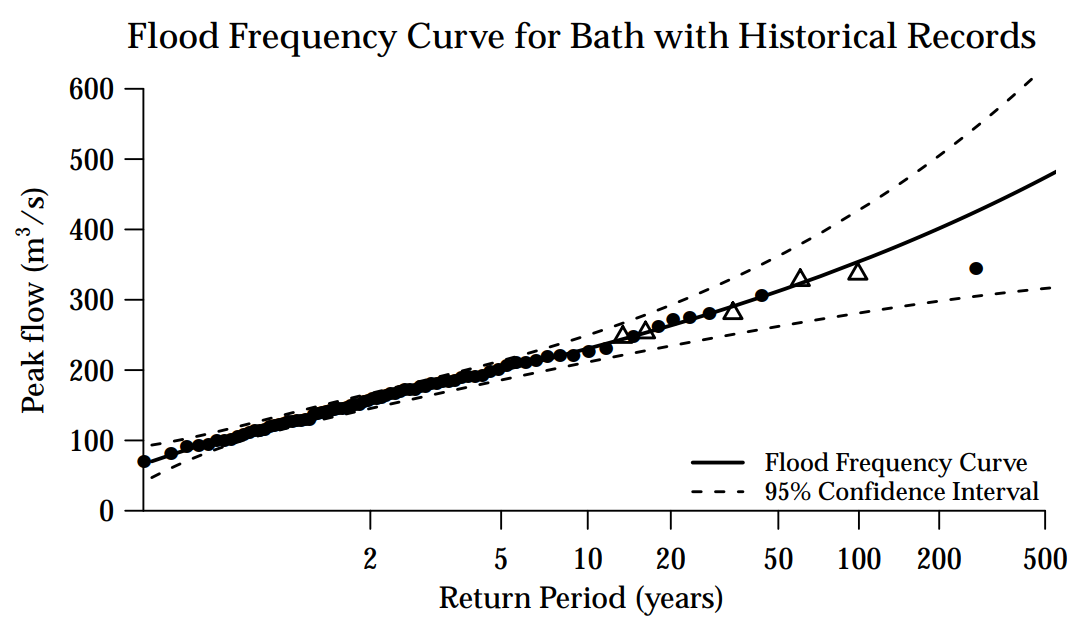 Flood Frequency Curve for Bath with Historical Records
600
500
400
300
200
100
0
Peak flow (m³/s)
Flood Frequency Curve
95% Confidence Interval
2 5 10 20 50 100 200 500
Return Period (years)